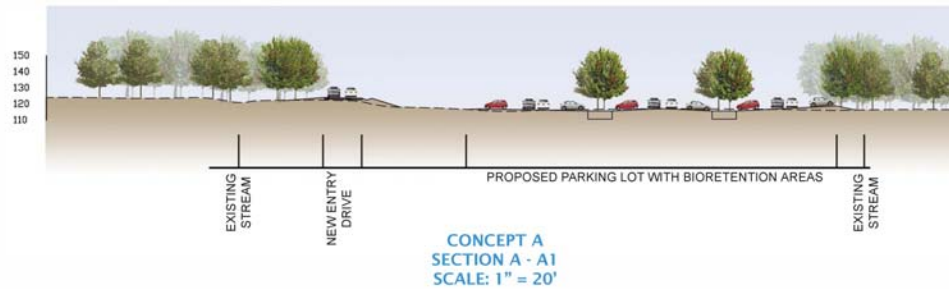 150
140
130
120
110
EXISTING
STREAM
NEW ENTRY
DRIVE
PROPOSED PARKING LOT WITH BIORETENTION AREAS
EXISTING
STREAM
CONCEPT A
SECTION A - A1
SCALE: 1" = 20'